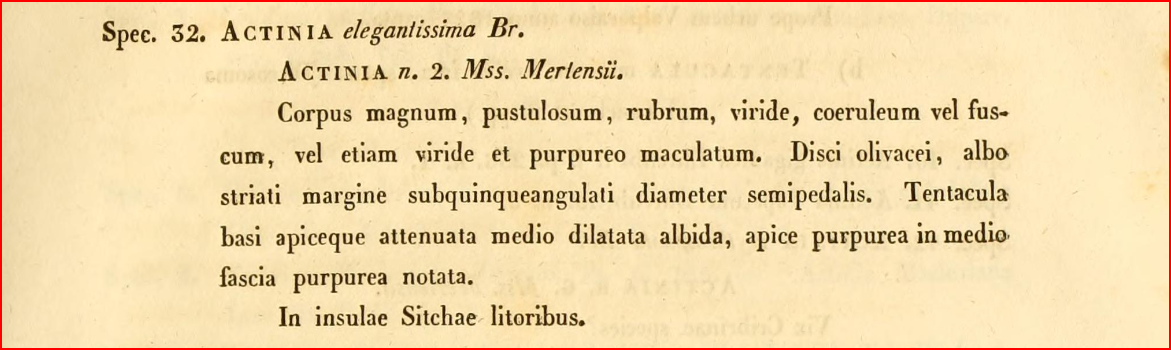 Spec. 32. ACTINIA elegantissima Br.
ACTINIA n. 2. Mss. Mertensii.
Corpus magnum, pustulosum, rubrum, viride, coeruleum vel fus-
cum, vel etiam viride et purpureo maculatum. Disci olivacei, albo
striati margine subquinqueangulati diameter semipedalis. Tentacula
basi apiceque attenuata medio dilatata albida, apice purpurea in medio
fascia purpurea notata.
In insulae Sitchae litoribus.